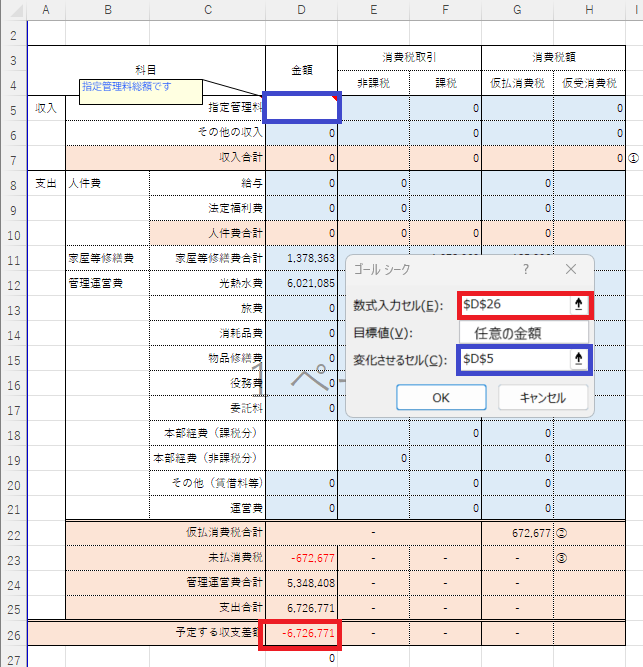 A B C D E F G H I
2
3 科目 金額 消費税取引 消費税額
4 非課税 課税 仮払消費税 仮受消費税
指定管理料総額です
5 収入 指定管理料 0 0
6 その他の収入 0 0 0
7 収入合計 0 0 0 ①
8 支出 人件費 給与 0 0 0
9 法定福利費 0 0 0
10 人件費合計 0 0 0 0
11 家屋等修繕費 家屋等修繕費合計 1,378,363
12 管理運営費 光熱水費 6,021,085
13 旅費 0
14 消耗品費 0
15 物品修繕費 0
16 役務費 0
17 委託料 0
18 本部経費（課税分） 0 0
19 本部経費（非課税分） 0 0
20 その他（賃借料等） 0 0 0
21 運営費 0 0 0
22 仮払消費税合計 - 672,677 ②
23 未払消費税 -672,677 - - - ③
24 管理運営費合計 5,348,408 - - -
25 支出合計 6,726,771 - - -
26 予定する収支差額 -6,726,771 - - -
27 0
1 ペ
ゴール シーク ? ×
数式入力セル(E): $D$26
目標値(V): 任意の金額
変化させるセル(C): $D$5
OK キャンセル